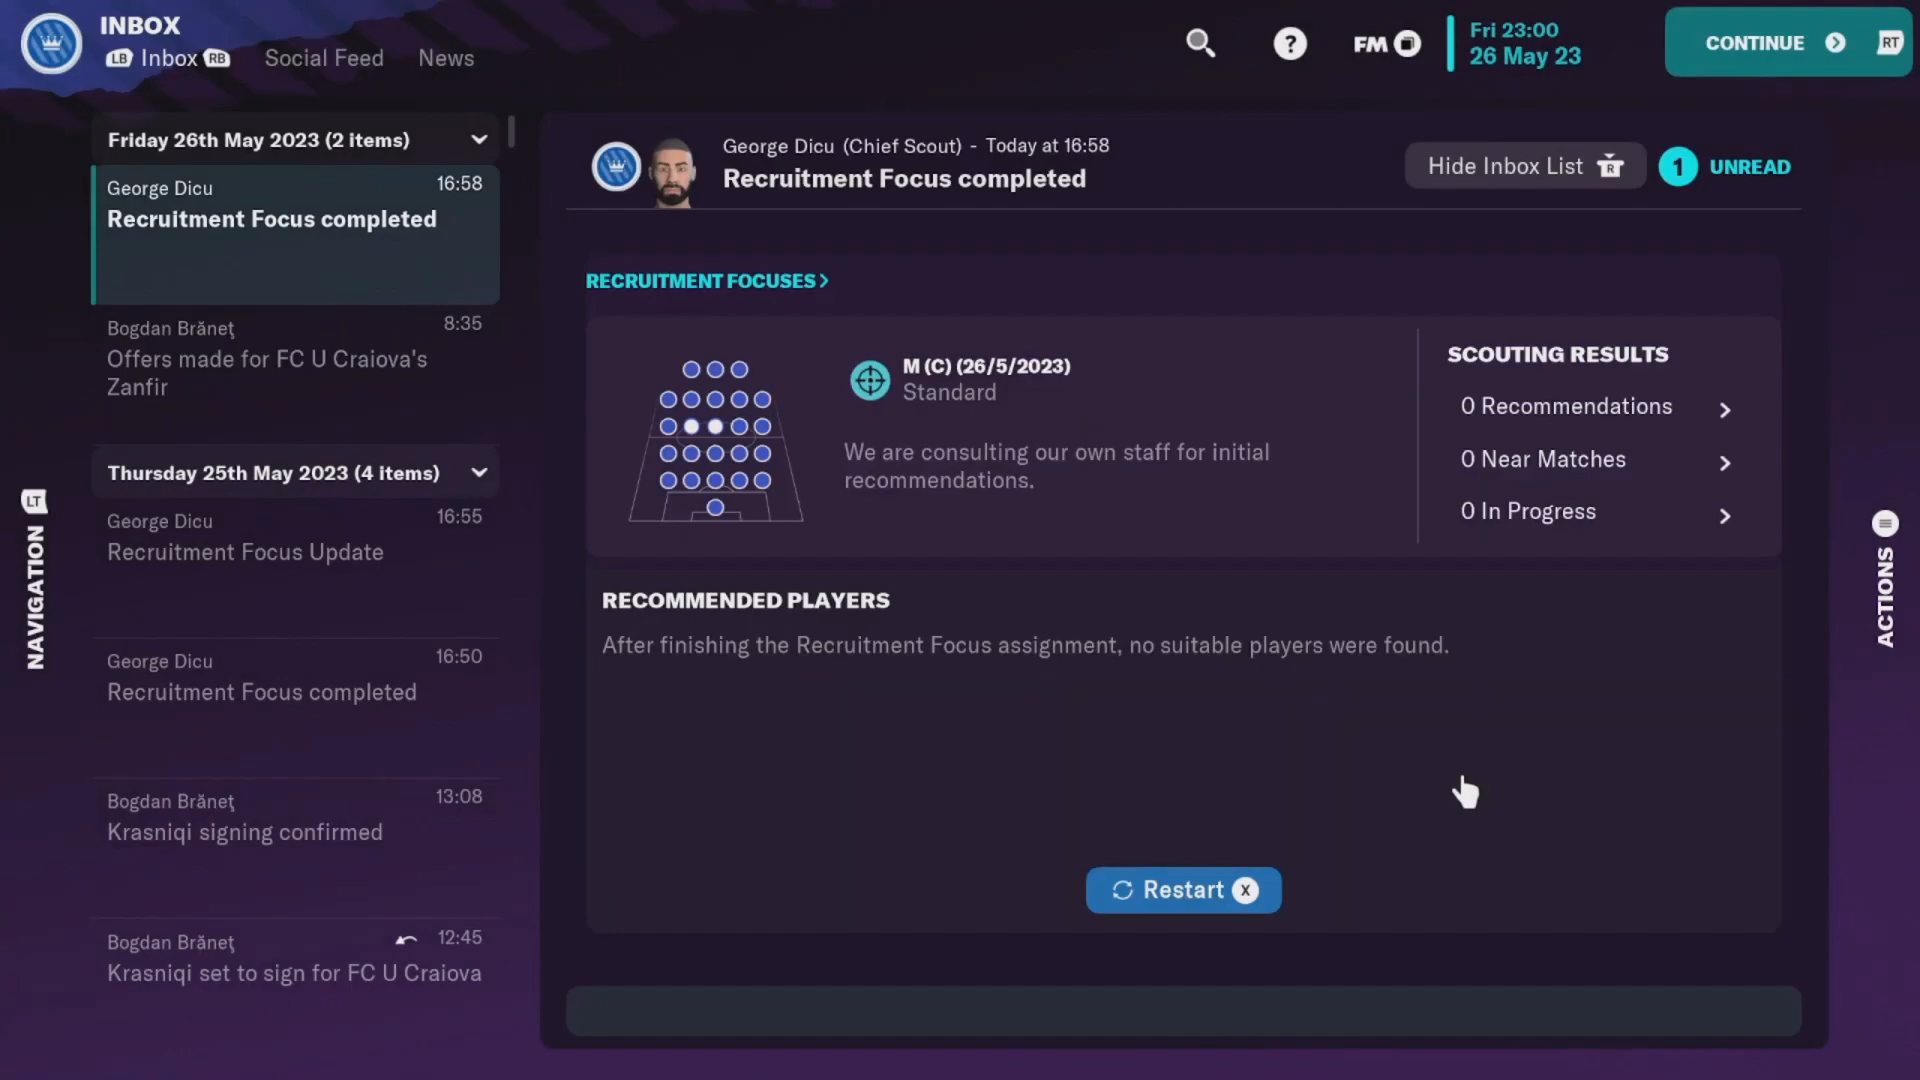 INBOX
LB Inbox RB Social Feed News
FM
Fri 23:00
26 May 23
CONTINUE RT
Friday 26th May 2023 (2 items)
George Dicu 16:58
Recruitment Focus completed
Bogdan Brăneţ 8:35
Offers made for FC U Craiova's
Zanfir
Thursday 25th May 2023 (4 items)
George Dicu 16:55
Recruitment Focus Update
George Dicu 16:50
Recruitment Focus completed
Bogdan Brăneţ 13:08
Krasniqi signing confirmed
Bogdan Brăneţ 12:45
Krasniqi set to sign for FC U Craiova
LT
NAVIGATION
George Dicu (Chief Scout) - Today at 16:58
Recruitment Focus completed
Hide Inbox List R
1 UNREAD
RECRUITMENT FOCUSES
M (C) (26/5/2023)
Standard
We are consulting our own staff for initial
recommendations.
SCOUTING RESULTS
0 Recommendations
0 Near Matches
0 In Progress
RECOMMENDED PLAYERS
After finishing the Recruitment Focus assignment, no suitable players were found.
Restart X
ACTIONS
?